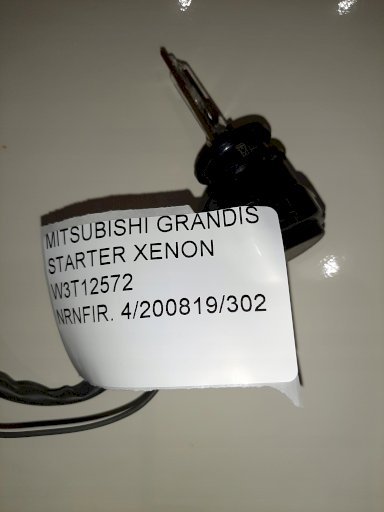 MITSUBISHI GRANDIS
STARTER XENON
W3T12572
NRNFIR. 4/200819/302